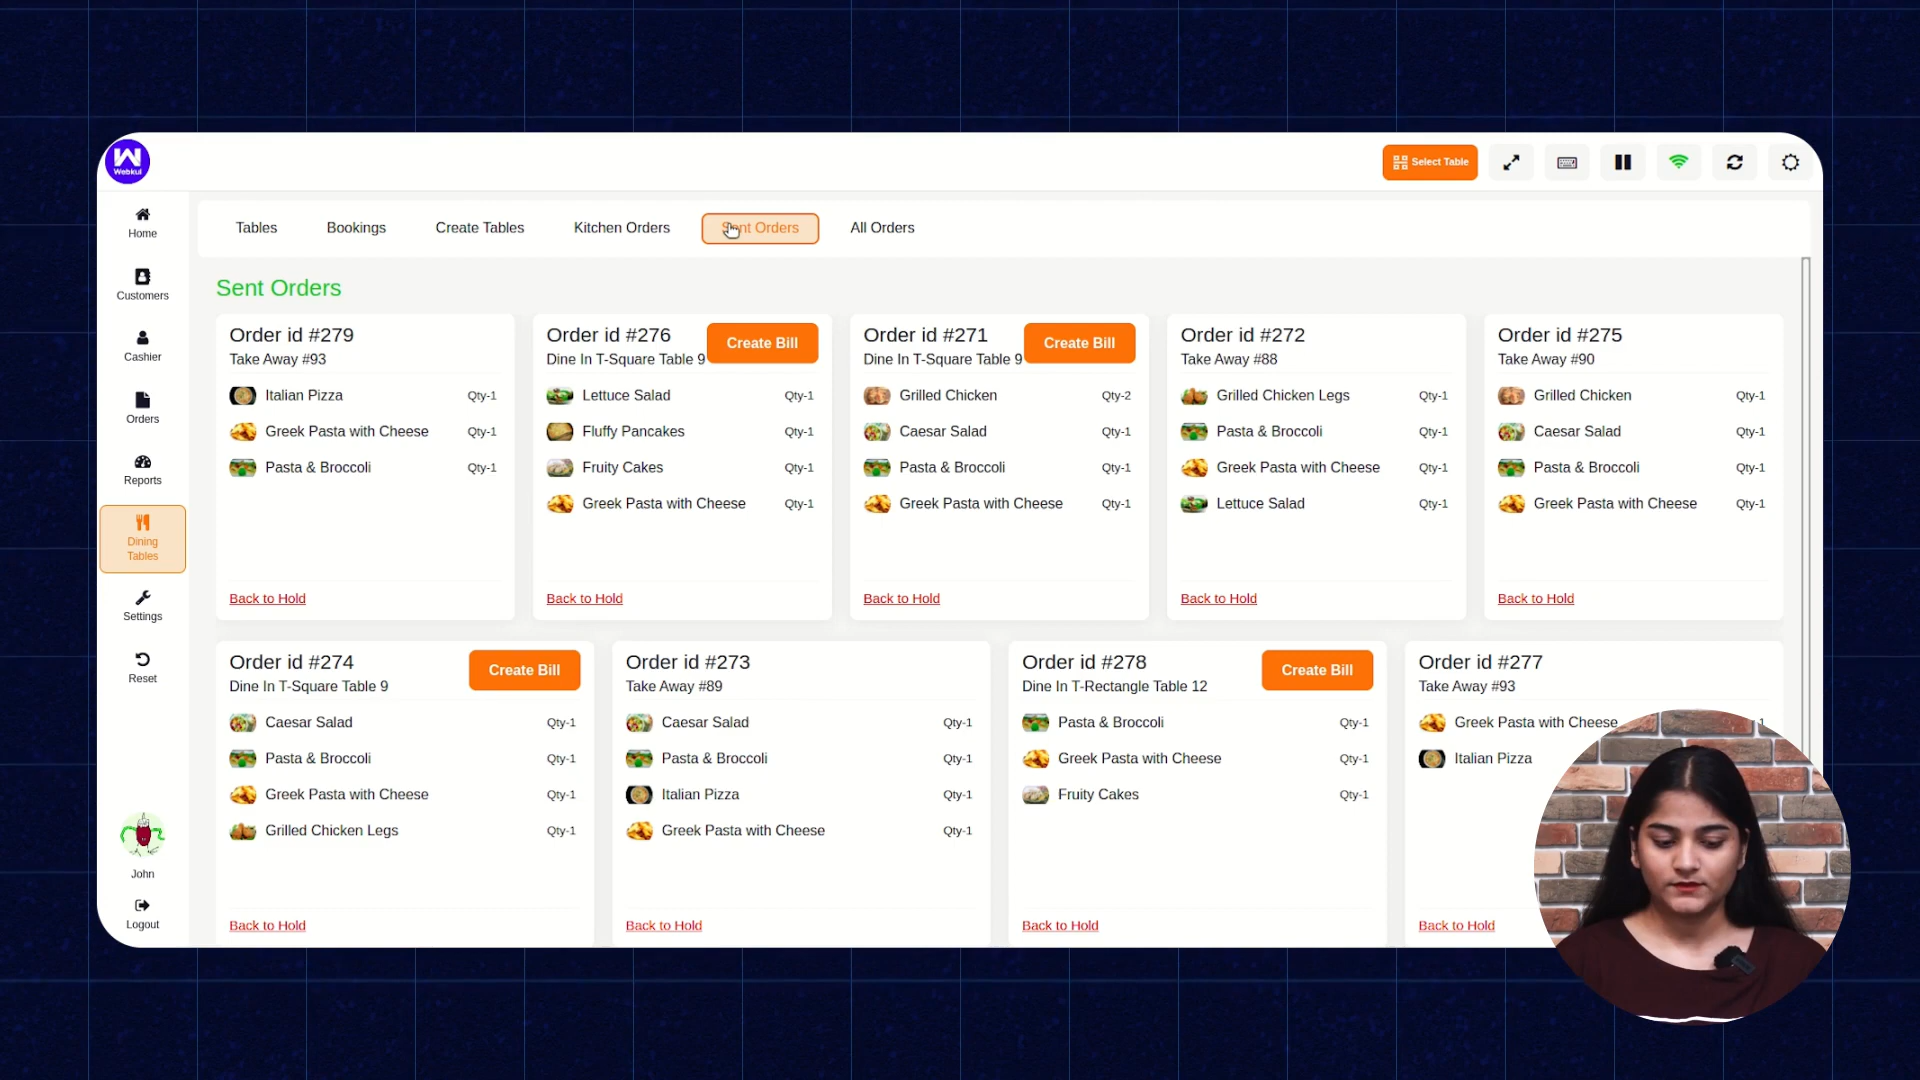 W
Webkul
Select Table
Home
Customers
Cashier
Orders
Reports
Dining
Tables
Settings
Reset
John
Logout
Tables
Bookings
Create Tables
Kitchen Orders
Sent Orders
All Orders
Sent Orders
Order id #279
Take Away #93
Italian Pizza Qty-1
Greek Pasta with Cheese Qty-1
Pasta & Broccoli Qty-1
Back to Hold
Order id #276
Dine In T-Square Table 9
Create Bill
Lettuce Salad Qty-1
Fluffy Pancakes Qty-1
Fruity Cakes Qty-1
Greek Pasta with Cheese Qty-1
Back to Hold
Order id #271
Dine In T-Square Table 9
Create Bill
Grilled Chicken Qty-2
Caesar Salad Qty-1
Pasta & Broccoli Qty-1
Greek Pasta with Cheese Qty-1
Back to Hold
Order id #272
Take Away #88
Grilled Chicken Legs Qty-1
Pasta & Broccoli Qty-1
Greek Pasta with Cheese Qty-1
Lettuce Salad Qty-1
Back to Hold
Order id #275
Take Away #90
Grilled Chicken Qty-1
Caesar Salad Qty-1
Pasta & Broccoli Qty-1
Greek Pasta with Cheese Qty-1
Back to Hold
Order id #274
Dine In T-Square Table 9
Create Bill
Caesar Salad Qty-1
Pasta & Broccoli Qty-1
Greek Pasta with Cheese Qty-1
Grilled Chicken Legs Qty-1
Back to Hold
Order id #273
Take Away #89
Caesar Salad Qty-1
Pasta & Broccoli Qty-1
Italian Pizza Qty-1
Greek Pasta with Cheese Qty-1
Back to Hold
Order id #278
Dine In T-Rectangle Table 12
Create Bill
Pasta & Broccoli Qty-1
Greek Pasta with Cheese Qty-1
Fruity Cakes Qty-1
Back to Hold
Order id #277
Take Away #93
Greek Pasta with Cheese
Italian Pizza
Back to Hold